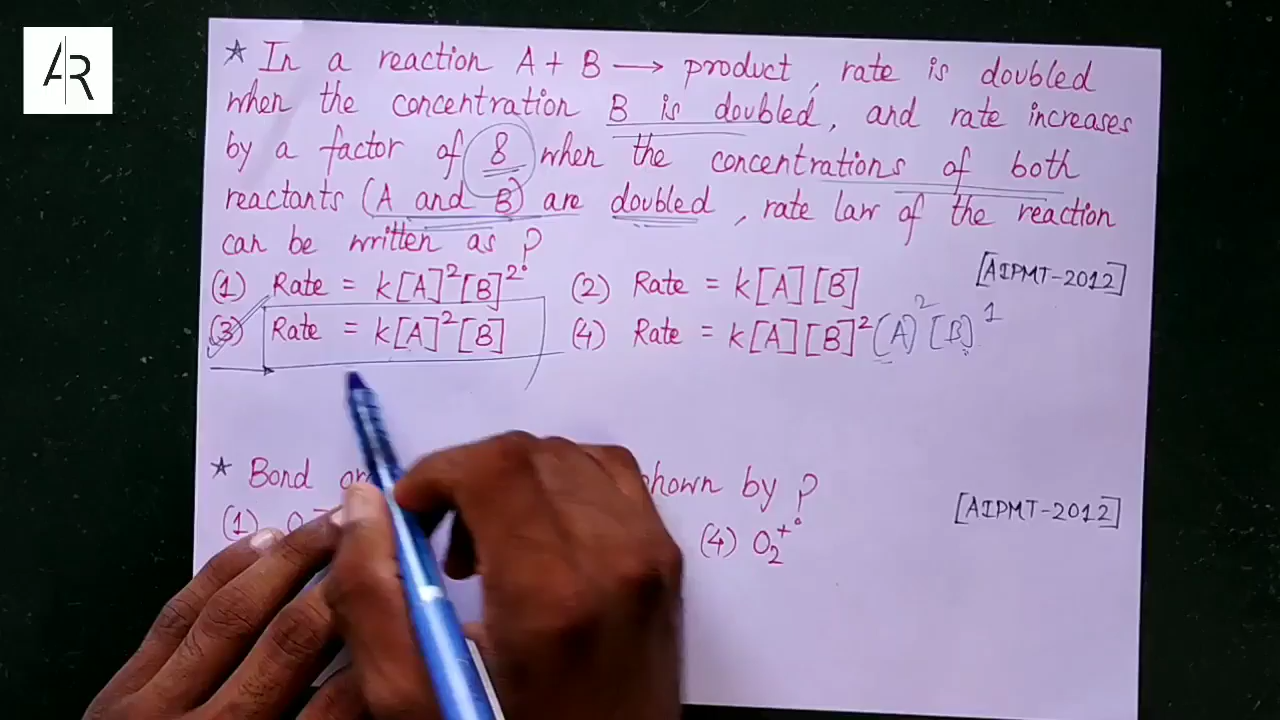 AR
★ In a reaction A + B → product, rate is doubled
when the concentration B is doubled, and rate increases
by a factor of 8 when the concentrations of both
reactants (A and B) are doubled, rate law of the reaction
can be written as ?
[AIPMT-2012]
(1) Rate = k[A]²[B]² (2) Rate = k[A][B]
(3) Rate = k[A]²[B] (4) Rate = k[A][B]² (A)² [B]¹
★ Bond shown by ?
[AIPMT-2012]
(1) (4) O₂⁺